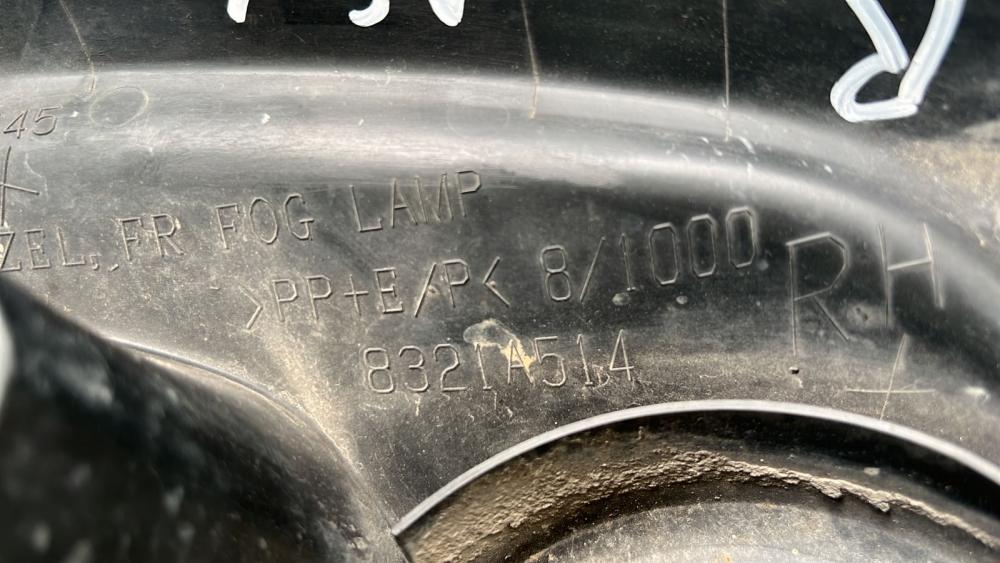 45
ZEL, FR FOG LAMP
>PP+E/P< 8/1000
RH
8321A514